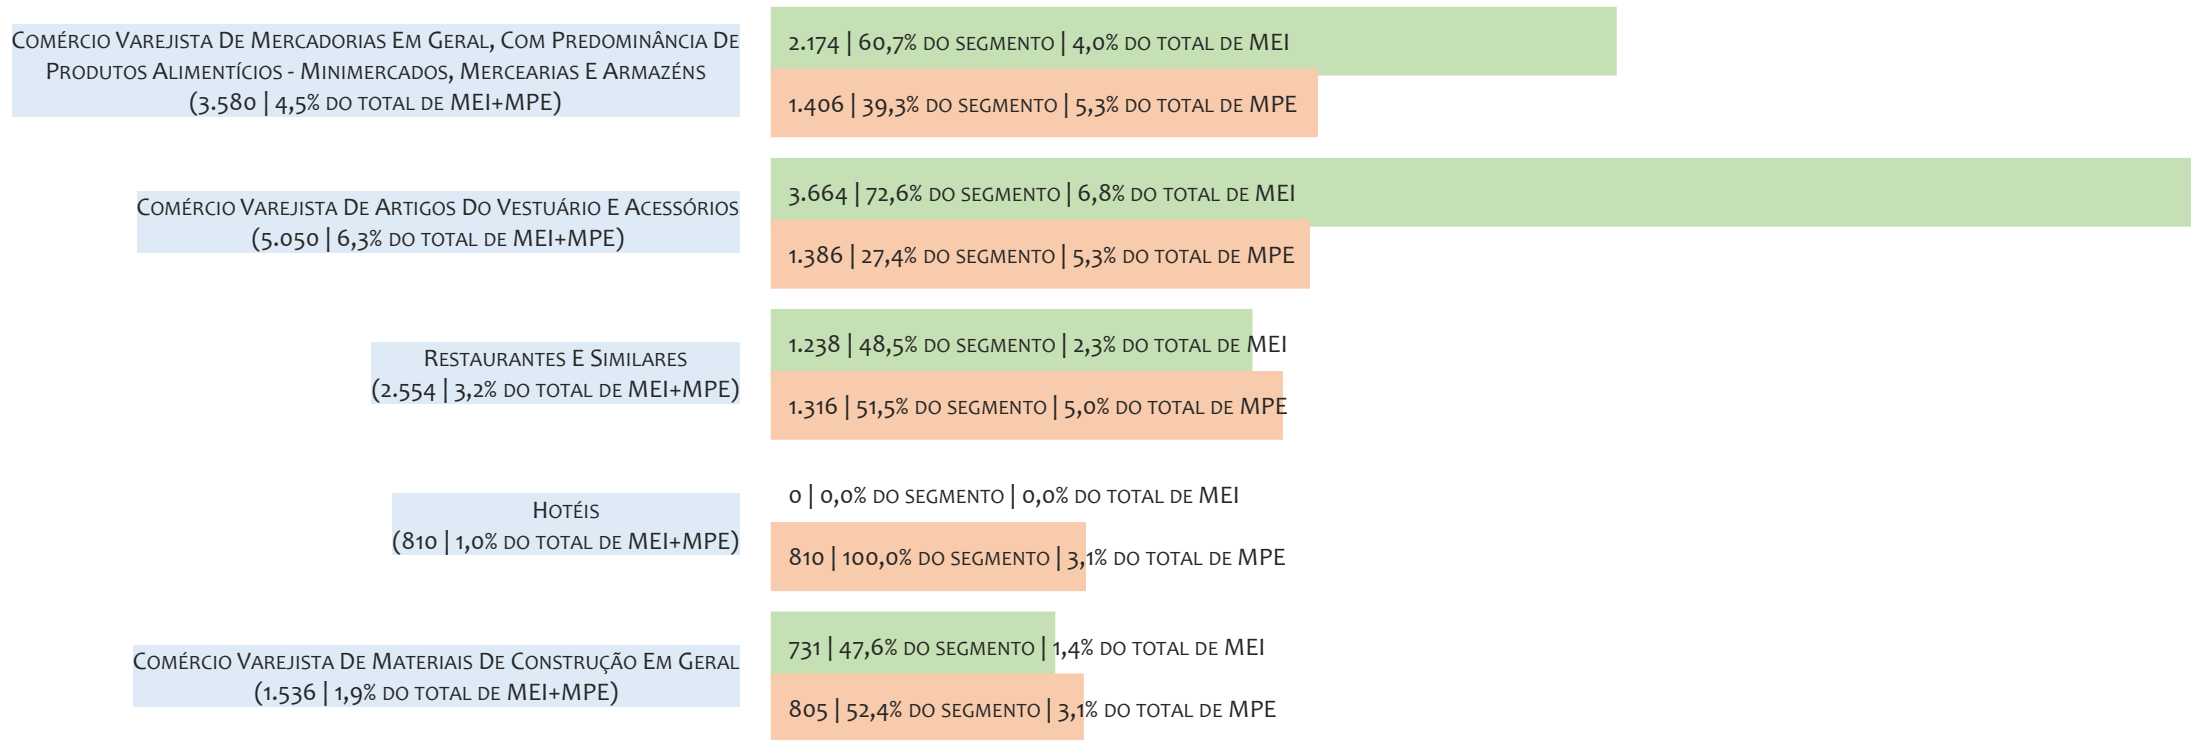 Comércio Varejista De Mercadorias Em Geral, Com Predominância De
Produtos Alimentícios - Minimercados, Mercearias E Armazéns
(3.580 | 4,5% do total de MEI+MPE)
2.174 | 60,7% do segmento | 4,0% do total de MEI
1.406 | 39,3% do segmento | 5,3% do total de MPE
Comércio Varejista De Artigos Do Vestuário E Acessórios
(5.050 | 6,3% do total de MEI+MPE)
3.664 | 72,6% do segmento | 6,8% do total de MEI
1.386 | 27,4% do segmento | 5,3% do total de MPE
Restaurantes E Similares
(2.554 | 3,2% do total de MEI+MPE)
1.238 | 48,5% do segmento | 2,3% do total de MEI
1.316 | 51,5% do segmento | 5,0% do total de MPE
Hotéis
(810 | 1,0% do total de MEI+MPE)
0 | 0,0% do segmento | 0,0% do total de MEI
810 | 100,0% do segmento | 3,1% do total de MPE
Comércio Varejista De Materiais De Construção Em Geral
(1.536 | 1,9% do total de MEI+MPE)
731 | 47,6% do segmento | 1,4% do total de MEI
805 | 52,4% do segmento | 3,1% do total de MPE